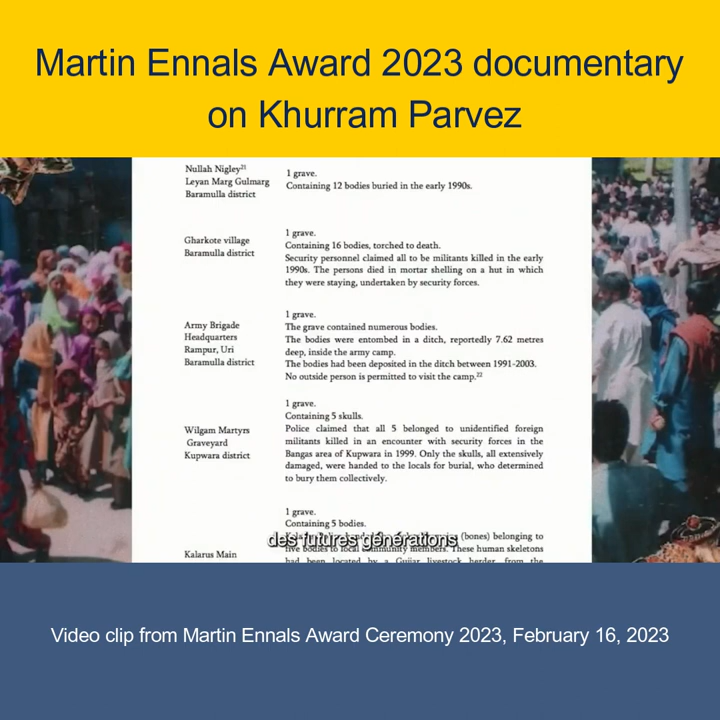 Martin Ennals Award 2023 documentary
on Khurram Parvez
Nullah Nigley²¹
Leyan Marg Gulmarg
Baramulla district
1 grave.
Containing 12 bodies buried in the early 1990s.
Gharkote village
Baramulla district
1 grave.
Containing 16 bodies, torched to death.
Security personnel claimed all to be militants killed in the early
1990s. The persons died in mortar shelling on a hut in which
they were staying, undertaken by security forces.
Army Brigade
Headquarters
Rampur, Uri
Baramulla district
1 grave.
The grave contained numerous bodies.
The bodies were entombed in a ditch, reportedly 7.62 metres
deep, inside the army camp.
The bodies had been deposited in the ditch between 1991-2003.
No outside person is permitted to visit the camp.²²
Wilgam Martyrs
Graveyard
Kupwara district
1 grave.
Containing 5 skulls.
Police claimed that all 5 belonged to unidentified foreign
militants killed in an encounter with security forces in the
Bangas area of Kupwara in 1999. Only the skulls, all extensively
damaged, were handed to the locals for burial, who determined
to bury them collectively.
Kalarus Main
1 grave.
Containing 5 bodies.
(bones) belonging to
five bodies to local community members. These human skeletons
had been located by a Gujjar livestock herder, from the
des futures générations
Video clip from Martin Ennals Award Ceremony 2023, February 16, 2023